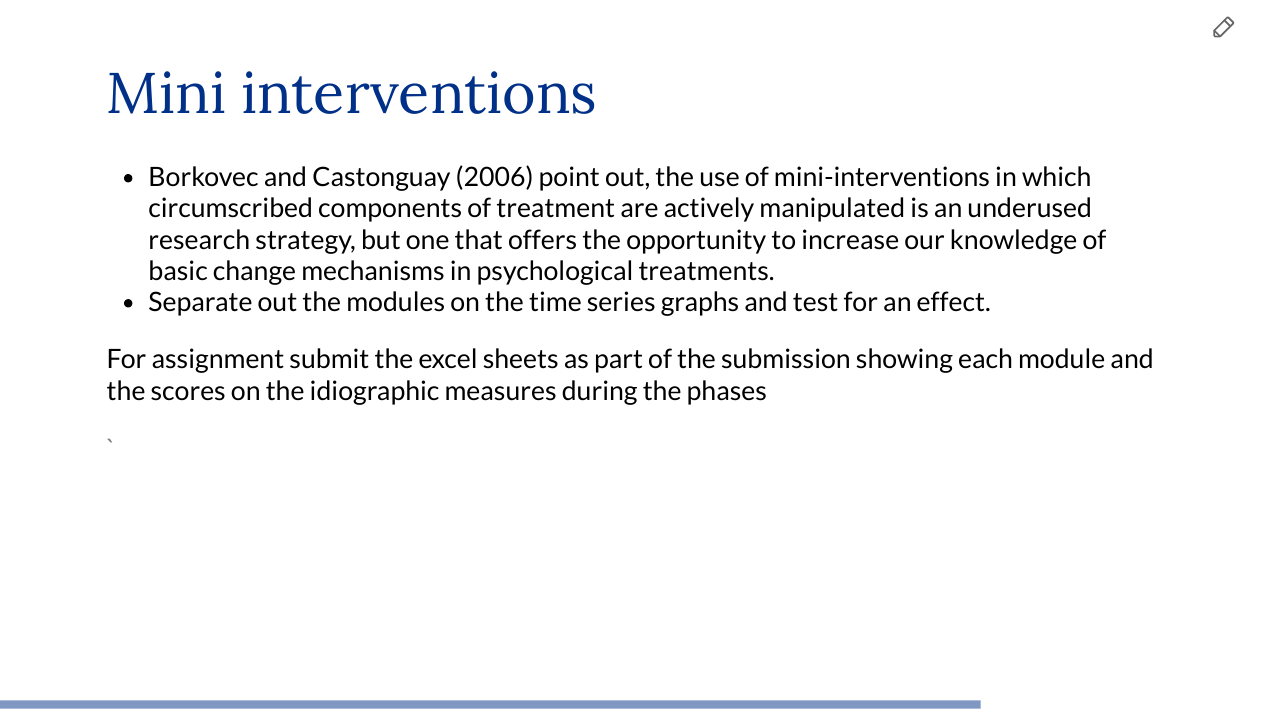 Mini interventions
• Borkovec and Castonguay (2006) point out, the use of mini-interventions in which
circumscribed components of treatment are actively manipulated is an underused
research strategy, but one that offers the opportunity to increase our knowledge of
basic change mechanisms in psychological treatments.
• Separate out the modules on the time series graphs and test for an effect.
For assignment submit the excel sheets as part of the submission showing each module and
the scores on the idiographic measures during the phases
`